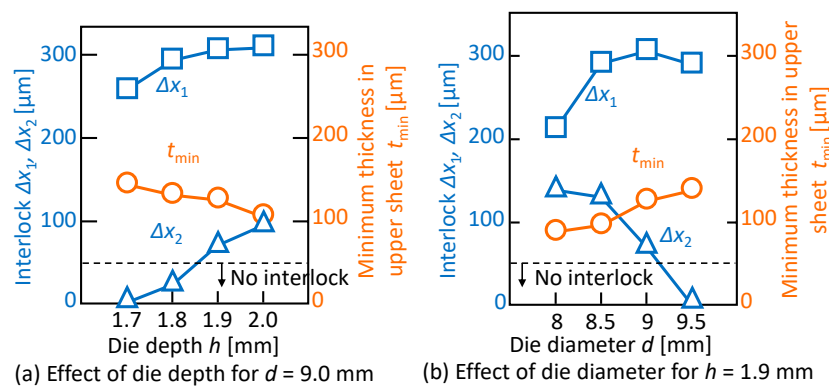 Interlock Δx1, Δx2 [μm]
300
200
100
0
Δx1
tmin
Δx2
No interlock
300
200
100
0
Minimum thickness in
upper sheet tmin [μm]
1.7 1.8 1.9 2.0
Die depth h [mm]
(a) Effect of die depth for d = 9.0 mm
Interlock Δx1, Δx2 [μm]
300
200
100
0
Δx1
tmin
Δx2
No interlock
300
200
100
0
Minimum thickness in upper
sheet tmin [μm]
8 8.5 9 9.5
Die diameter d [mm]
(b) Effect of die diameter for h = 1.9 mm